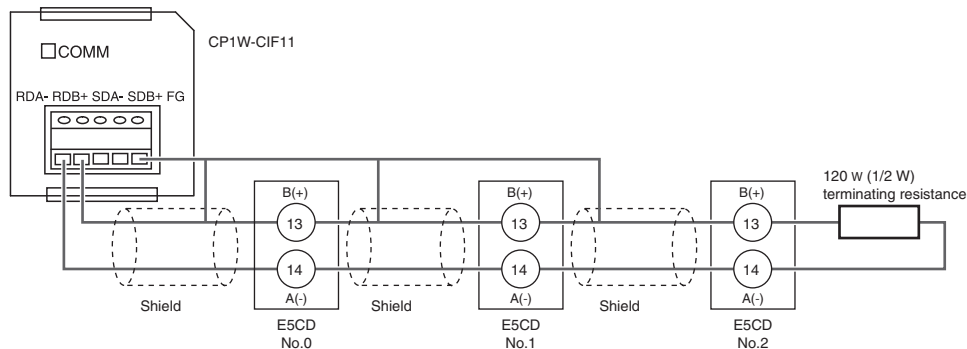 CP1W-CIF11
COMM
RDA- RDB+ SDA- SDB+ FG
120 W (1/2 W)
terminating resistance
B(+)
B(+)
B(+)
13
13
13
14
14
14
Shield
A(-)
Shield
A(-)
Shield
A(-)
E5CD
No.0
E5CD
No.1
E5CD
No.2